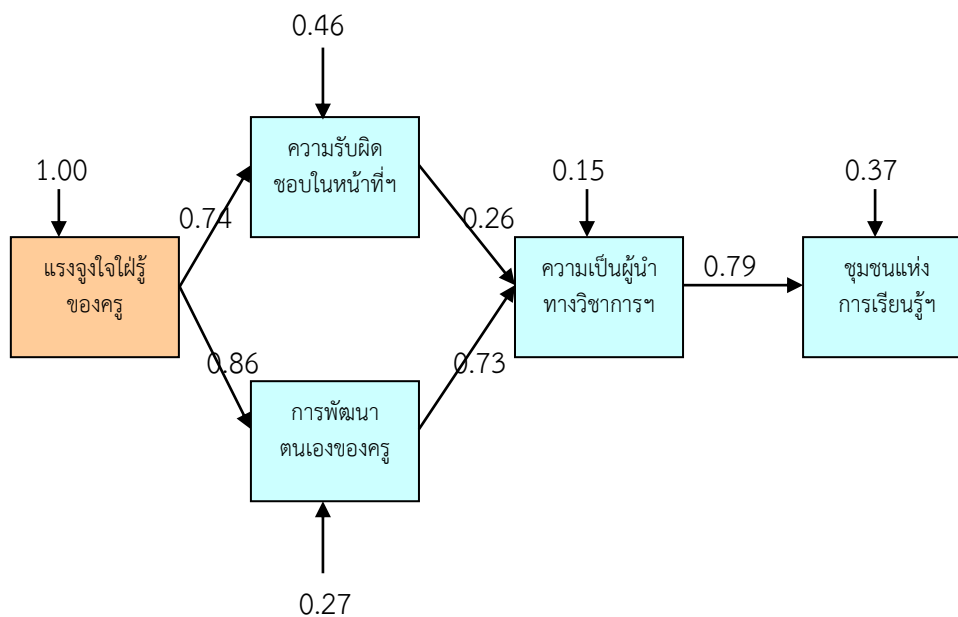 0.46
ความรับผิด
ชอบในหน้าที่ฯ
1.00
0.15
0.37
0.74
0.26
แรงจูงใจใฝ่รู้
ของครู
ความเป็นผู้นำ
ทางวิชาการฯ
0.79
ชุมชนแห่ง
การเรียนรู้ฯ
0.86
0.73
การพัฒนา
ตนเองของครู
0.27